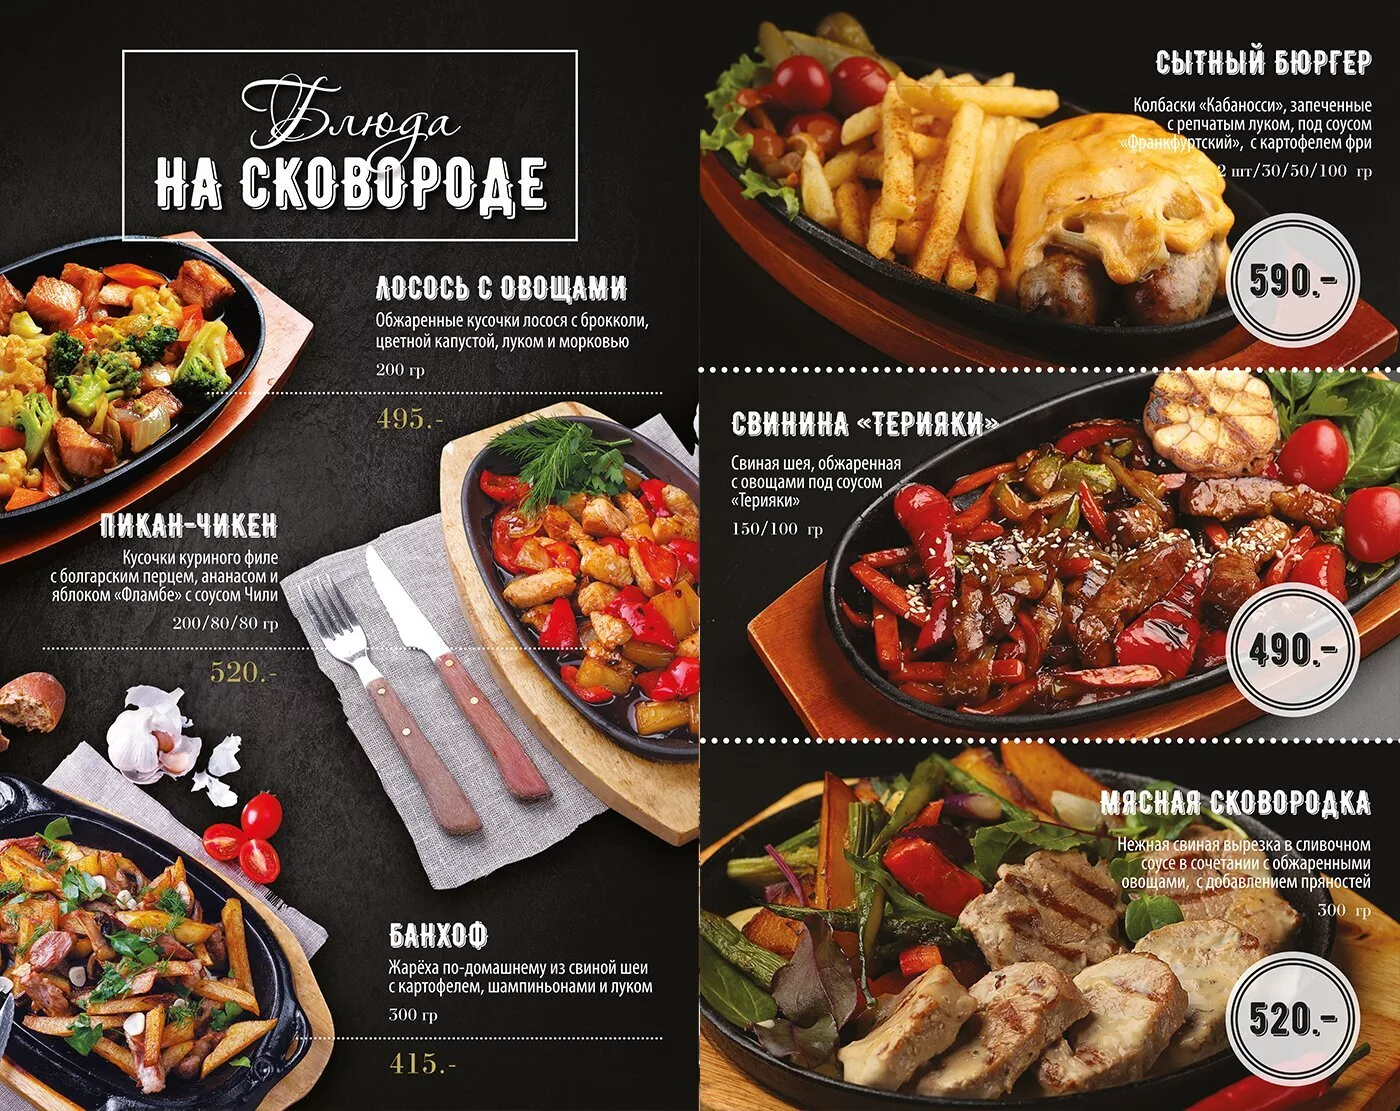 Блюда
НА СКОВОРОДЕ
ЛОСОСЬ С ОВОЩАМИ
Обжаренные кусочки лосося с брокколи,
цветной капустой, луком и морковью
200 гр
495.-
ПИКАН-ЧИКЕН
Кусочки куриного филе
с болгарским перцем, ананасом и
яблоком «Фламбе» с соусом Чили
200/80/80 гр
520.-
БАНХОФ
Жарёха по-домашнему из свиной шеи
с картофелем, шампиньонами и луком
300 гр
415.-
СЫТНЫЙ БЮРГЕР
Колбаски «Кабаносси», запеченные
с репчатым луком, под соусом
«Франкфуртский», с картофелем фри
2 шт/30/50/100 гр
590.-
СВИНИНА «ТЕРИЯКИ»
Свиная шея, обжаренная
с овощами под соусом
«Терияки»
150/100 гр
490.-
МЯСНАЯ СКОВОРОДКА
Нежная свиная вырезка в сливочном
соусе в сочетании с обжаренными
овощами, с добавлением пряностей
300 гр
520.-